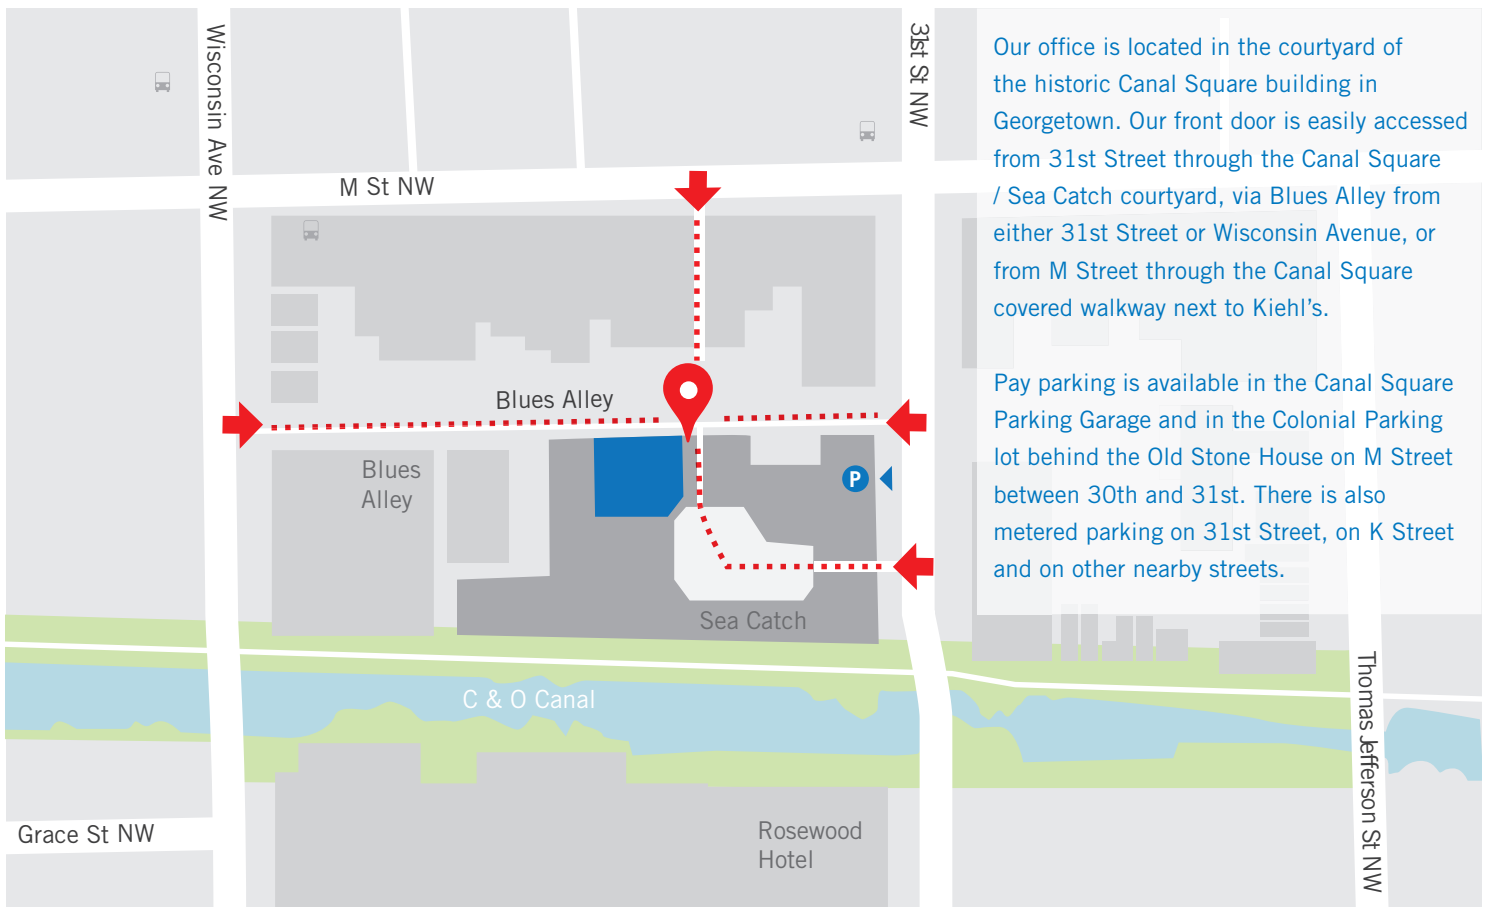 Wisconsin Ave NW
31st St NW
M St NW
Our office is located in the courtyard of
the historic Canal Square building in
Georgetown. Our front door is easily accessed
from 31st Street through the Canal Square
/ Sea Catch courtyard, via Blues Alley from
either 31st Street or Wisconsin Avenue, or
from M Street through the Canal Square
covered walkway next to Kiehl’s.
Pay parking is available in the Canal Square
Parking Garage and in the Colonial Parking
lot behind the Old Stone House on M Street
between 30th and 31st. There is also
metered parking on 31st Street, on K Street
and on other nearby streets.
Blues Alley
Blues
Alley
P
Sea Catch
C & O Canal
Thomas Jefferson St NW
Grace St NW
Rosewood
Hotel